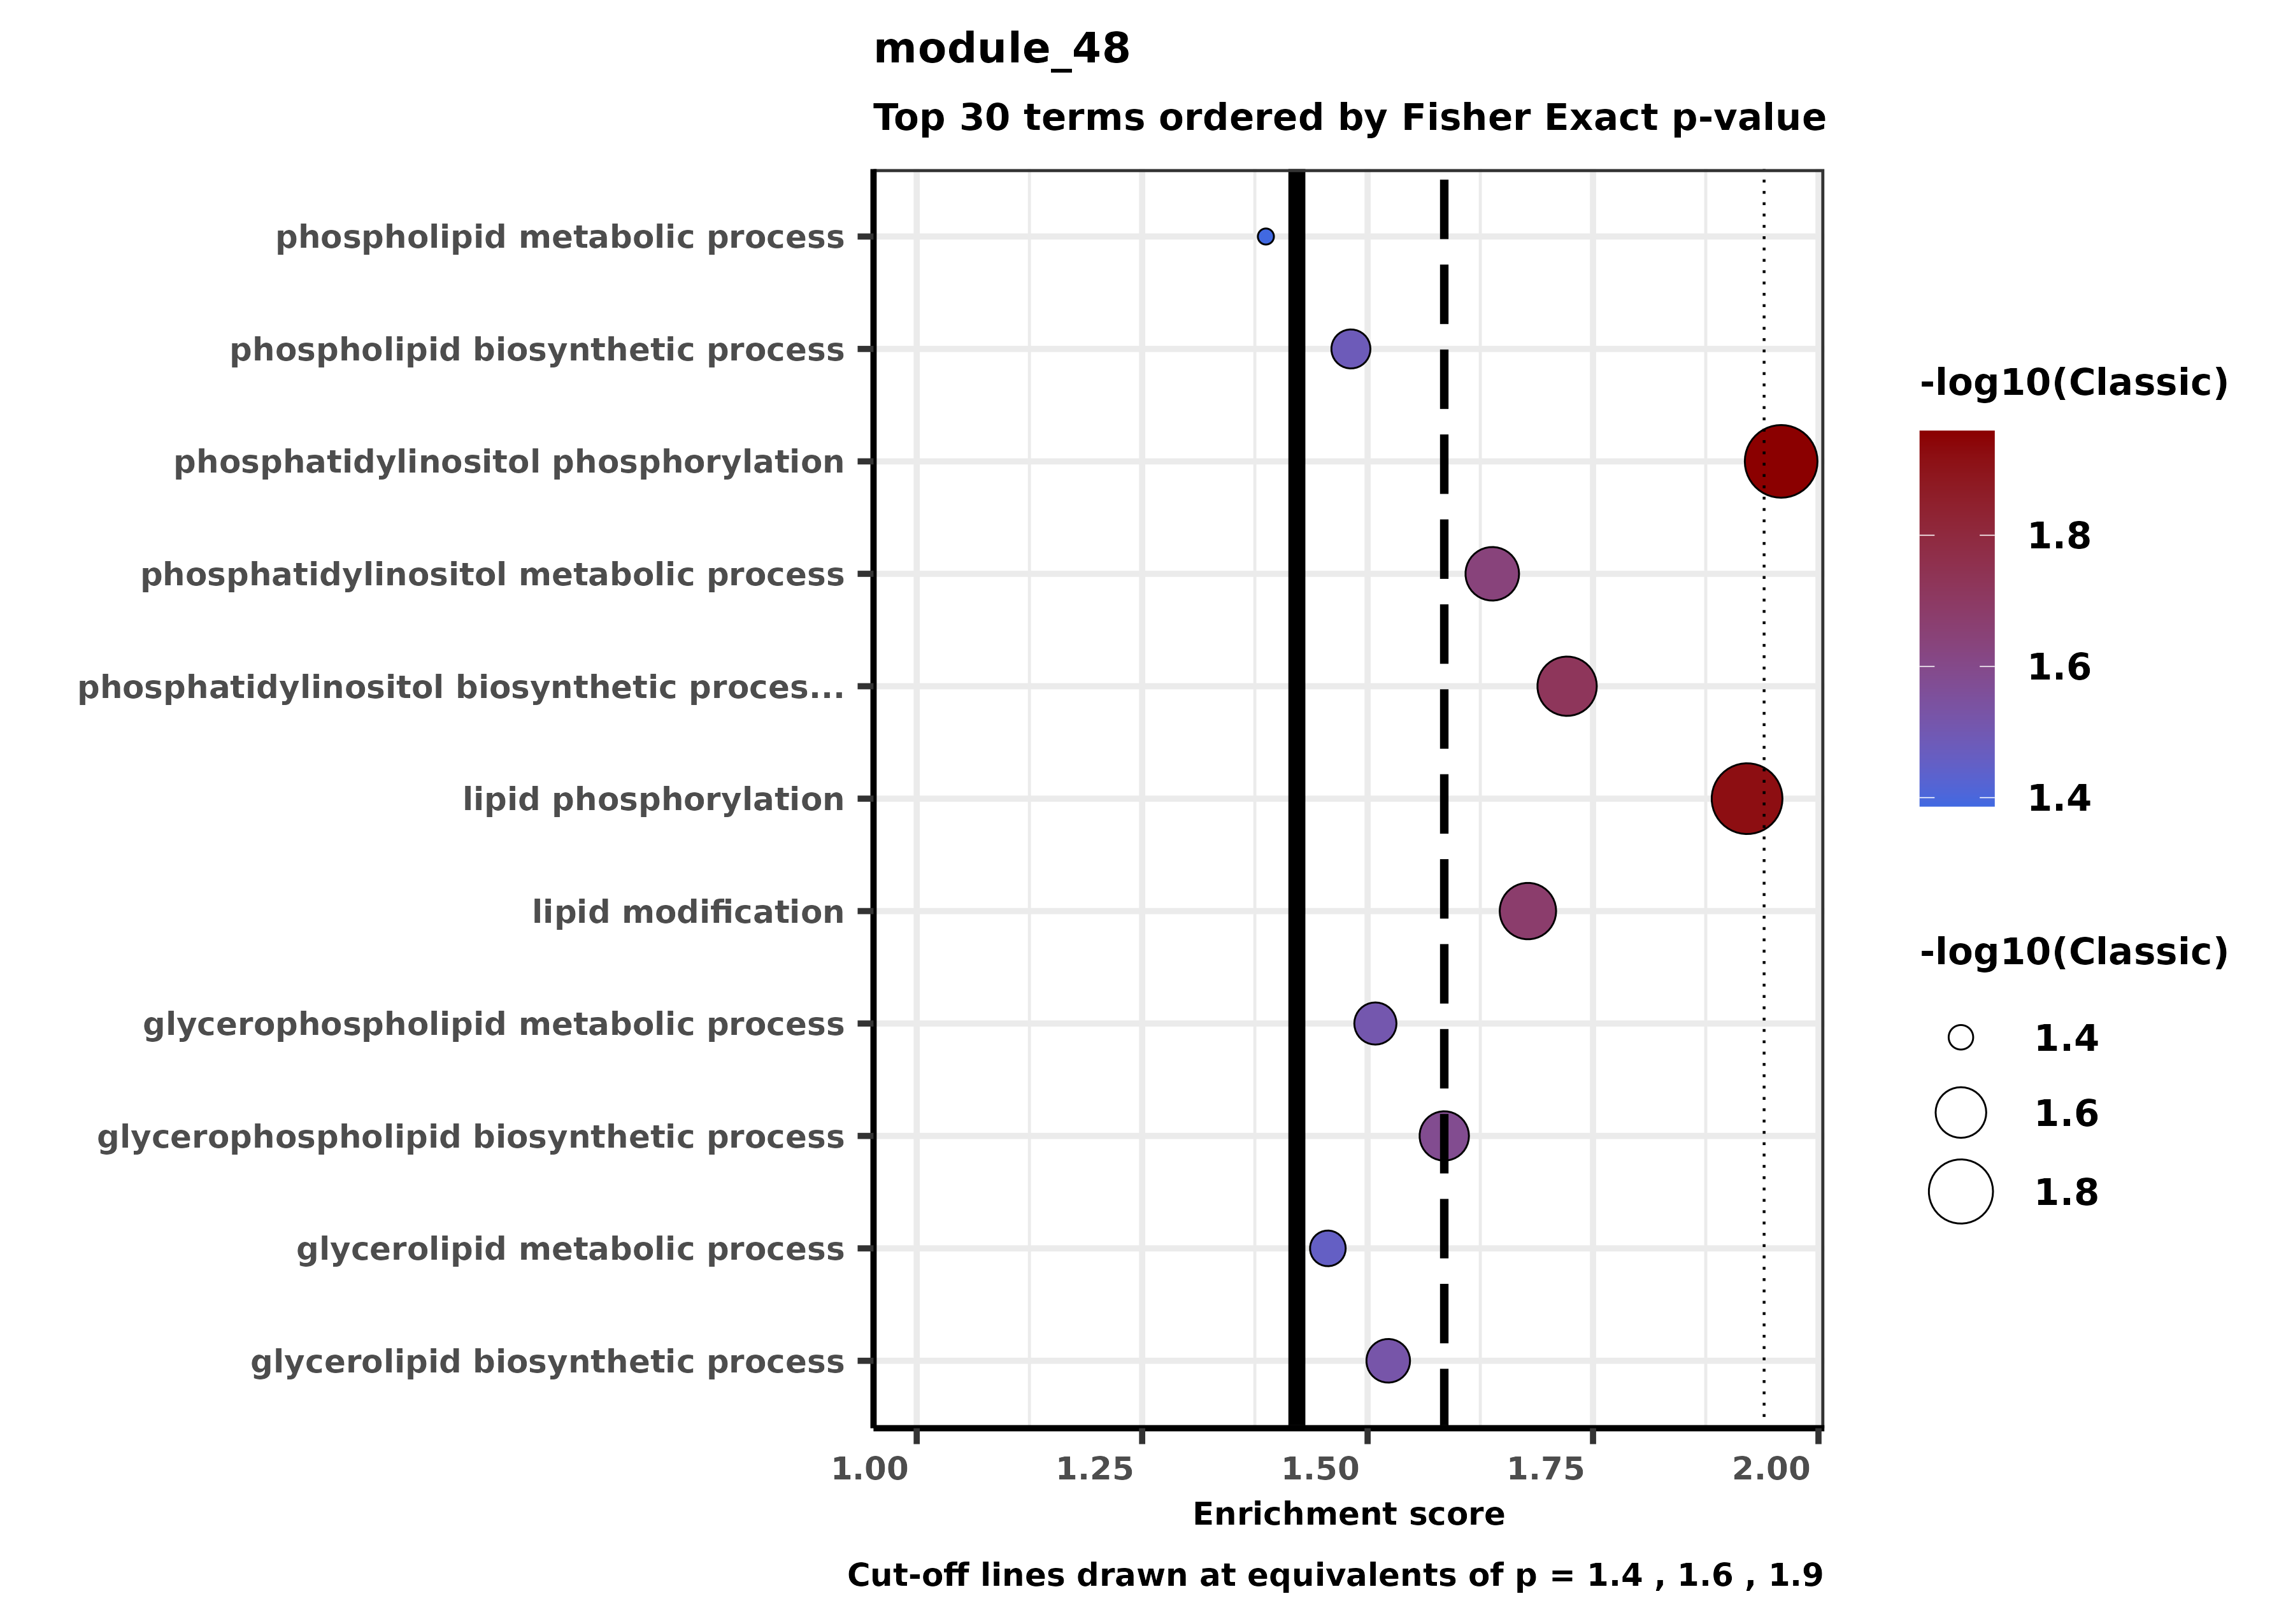 module_48
Top 30 terms ordered by Fisher Exact p-value
phospholipid metabolic process
phospholipid biosynthetic process
phosphatidylinositol phosphorylation
phosphatidylinositol metabolic process
phosphatidylinositol biosynthetic proces...
lipid phosphorylation
lipid modification
glycerophospholipid metabolic process
glycerophospholipid biosynthetic process
glycerolipid metabolic process
glycerolipid biosynthetic process
1.00 1.25 1.50 1.75 2.00
Enrichment score
Cut-off lines drawn at equivalents of p = 1.4 , 1.6 , 1.9
-log10(Classic)
1.8
1.6
1.4
-log10(Classic)
1.4
1.6
1.8